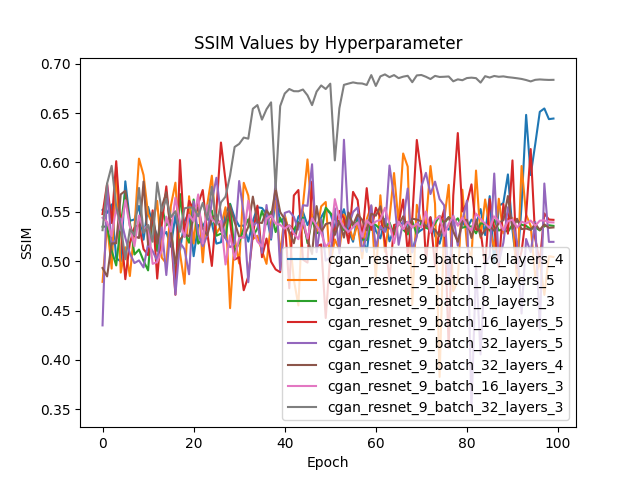 SSIM Values by Hyperparameter
0.70
0.65
0.60
0.55
0.50
0.45
0.40
0.35
SSIM
cgan_resnet_9_batch_16_layers_4
cgan_resnet_9_batch_8_layers_5
cgan_resnet_9_batch_8_layers_3
cgan_resnet_9_batch_16_layers_5
cgan_resnet_9_batch_32_layers_5
cgan_resnet_9_batch_32_layers_4
cgan_resnet_9_batch_16_layers_3
cgan_resnet_9_batch_32_layers_3
0 20 40 60 80 100
Epoch